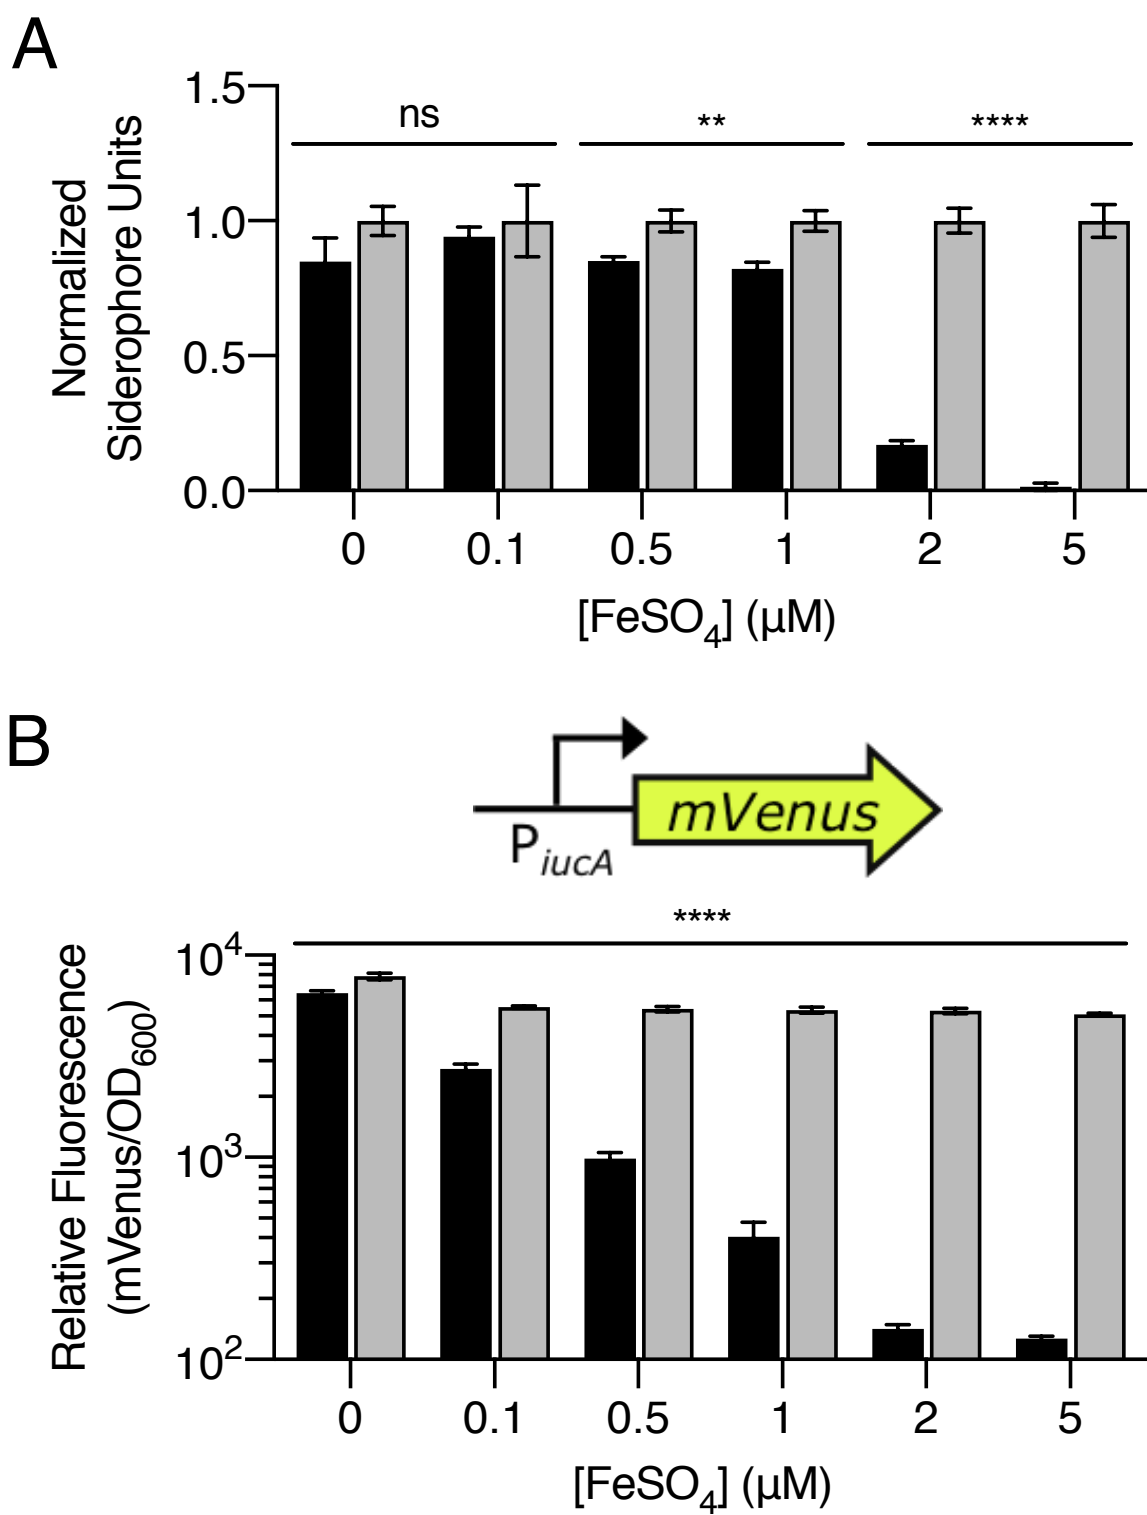 A
Normalized
Siderophore Units
1.5
1.0
0.5
0.0
ns
**
****
0 0.1 0.5 1 2 5
[FeSO4] (µM)
B
PiucA
mVenus
****
Relative Fluorescence
(mVenus/OD600)
10^4
10^3
10^2
0 0.1 0.5 1 2 5
[FeSO4] (µM)